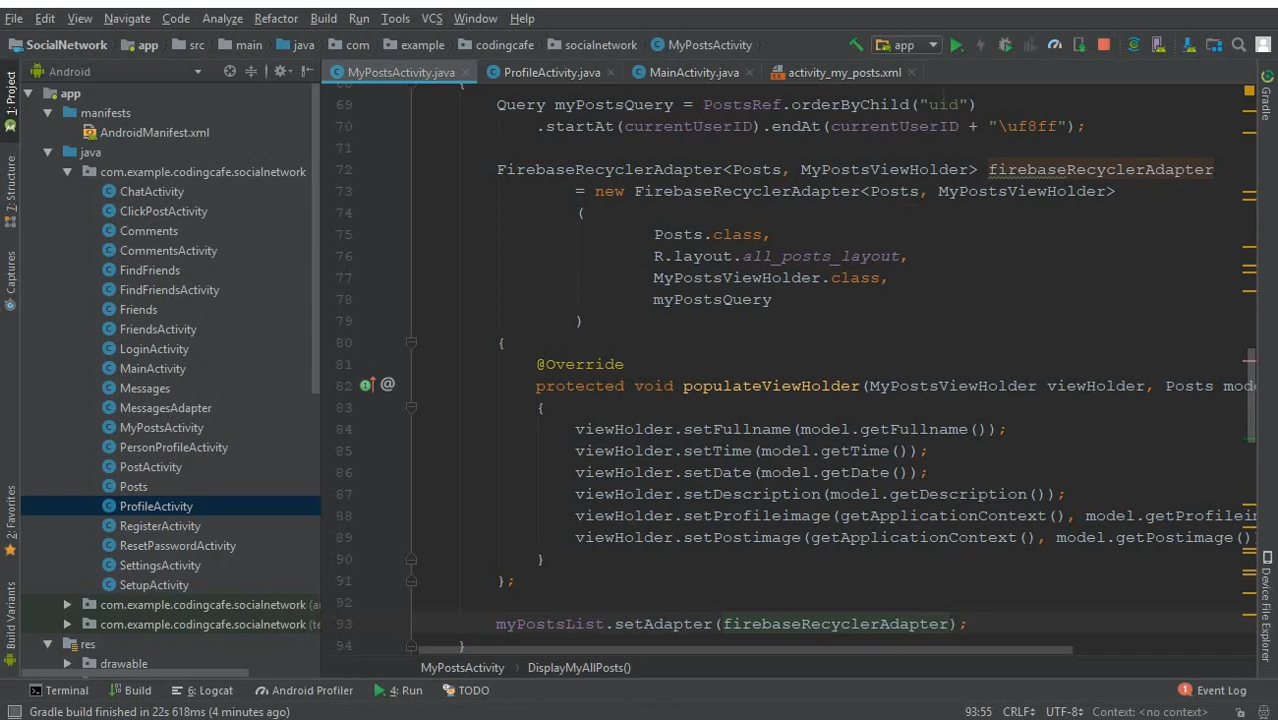 File Edit View Navigate Code Analyze Refactor Build Run Tools VCS Window Help
SocialNetwork app src main java com example codingcafe socialnetwork MyPostsActivity app
Android MyPostsActivity.java ProfileActivity.java MainActivity.java activity_my_posts.xml
1: Project
7: Structure
Captures
2: Favorites
Build Variants
app
manifests
AndroidManifest.xml
java
com.example.codingcafe.socialnetwork
ChatActivity
ClickPostActivity
Comments
CommentsActivity
FindFriends
FindFriendsActivity
Friends
FriendsActivity
LoginActivity
MainActivity
Messages
MessagesAdapter
MyPostsActivity
PersonProfileActivity
PostActivity
Posts
ProfileActivity
RegisterActivity
ResetPasswordActivity
SettingsActivity
SetupActivity
com.example.codingcafe.socialnetwork (
com.example.codingcafe.socialnetwork (
res
drawable
68 {
69 Query myPostsQuery = PostsRef.orderByChild("uid")
70 .startAt(currentUserID).endAt(currentUserID + "\uf8ff");
71
72 FirebaseRecyclerAdapter<Posts, MyPostsViewHolder> firebaseRecyclerAdapter
73 = new FirebaseRecyclerAdapter<Posts, MyPostsViewHolder>
74 (
75 Posts.class,
76 R.layout.all_posts_layout,
77 MyPostsViewHolder.class,
78 myPostsQuery
79 )
80 {
81 @Override
82 protected void populateViewHolder(MyPostsViewHolder viewHolder, Posts mode
83 {
84 viewHolder.setFullname(model.getFullname());
85 viewHolder.setTime(model.getTime());
86 viewHolder.setDate(model.getDate());
87 viewHolder.setDescription(model.getDescription());
88 viewHolder.setProfileimage(getApplicationContext(), model.getProfilei
89 viewHolder.setPostimage(getApplicationContext(), model.getPostimage()
90 }
91 };
92
93 myPostsList.setAdapter(firebaseRecyclerAdapter);
94 }
Gradle
Device File Explorer
MyPostsActivity DisplayMyAllPosts()
Terminal Build 6: Logcat Android Profiler 4: Run TODO 1 Event Log
Gradle build finished in 22s 618ms (4 minutes ago) 93:55 CRLF UTF-8 Context: <no context>